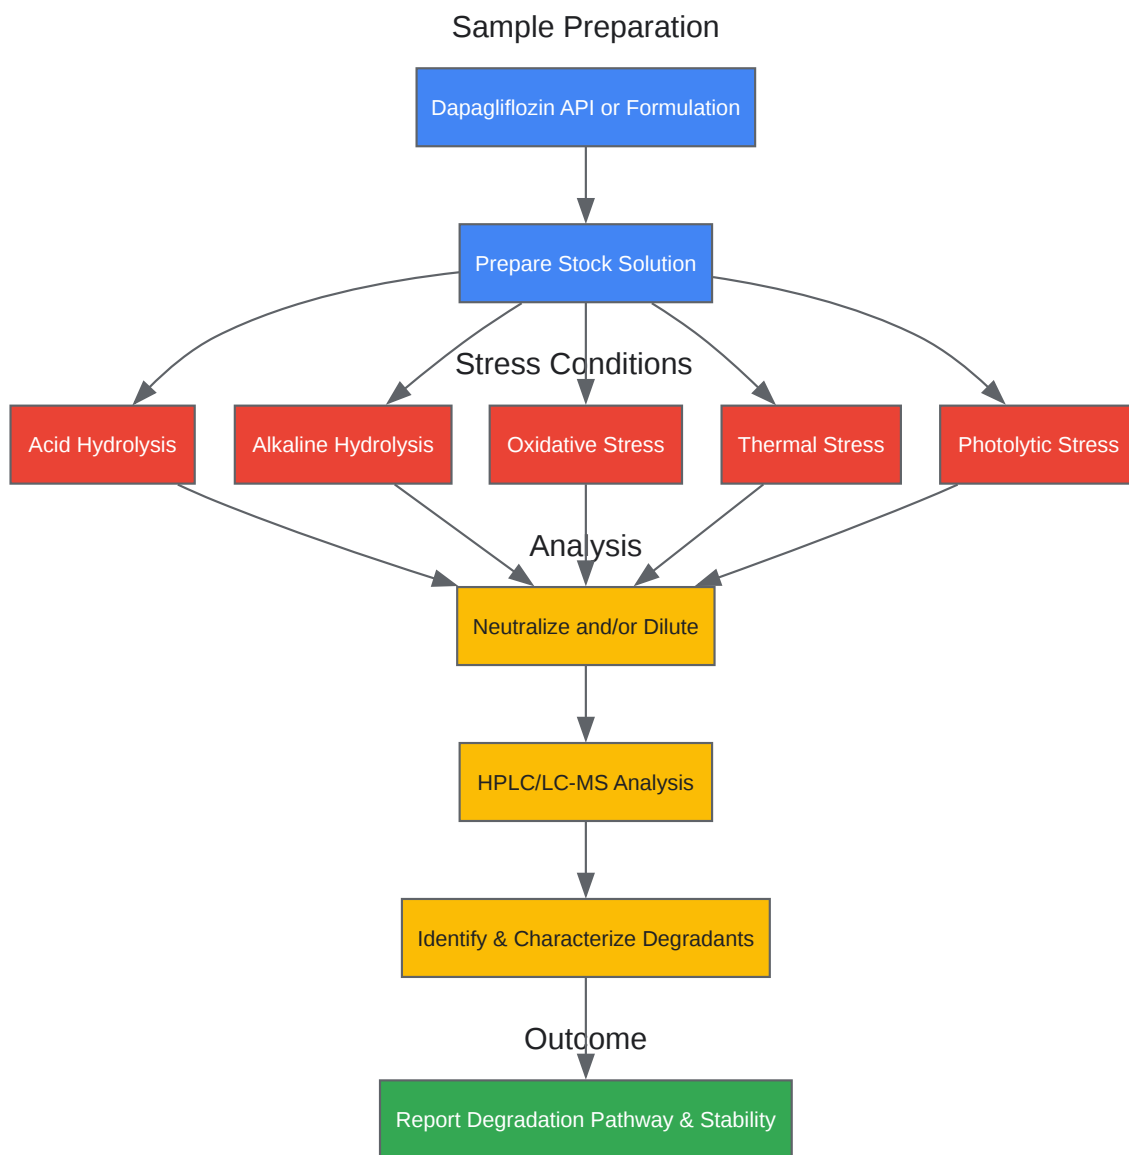 Sample Preparation
Dapagliflozin API or Formulation
Prepare Stock Solution
Stress Conditions
Acid Hydrolysis
Alkaline Hydrolysis
Oxidative Stress
Thermal Stress
Photolytic Stress
Analysis
Neutralize and/or Dilute
HPLC/LC-MS Analysis
Identify & Characterize Degradants
Outcome
Report Degradation Pathway & Stability